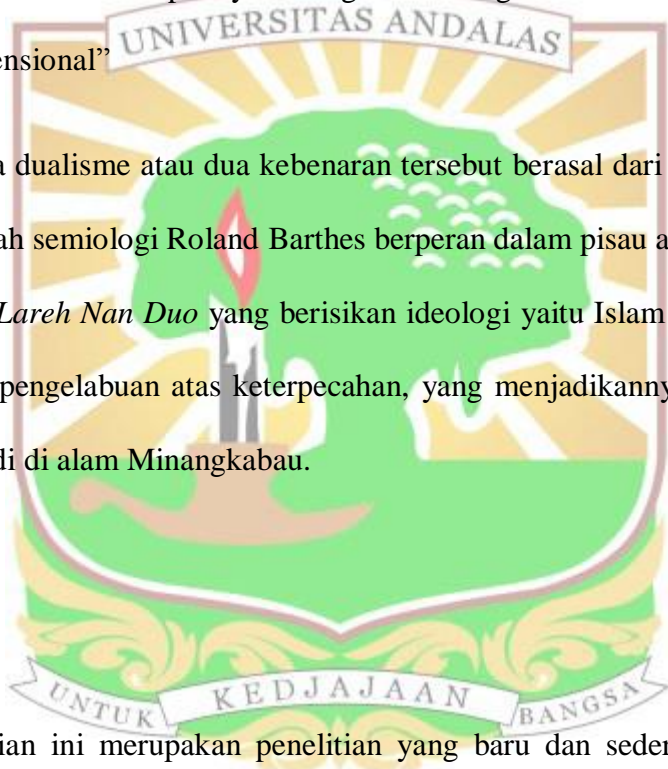 UNIVERSITAS ANDALAS
ensional”
dualisme atau dua kebenaran tersebut berasal dari
ah semiologi Roland Barthes berperan dalam pisau a
Lareh Nan Duo yang berisikan ideologi yaitu Islam
pengelabuan atas keterpecahan, yang menjadikanny
di di alam Minangkabau.
UNTUK KEDJAJAAN BANGSA
ian ini merupakan penelitian yang baru dan seder